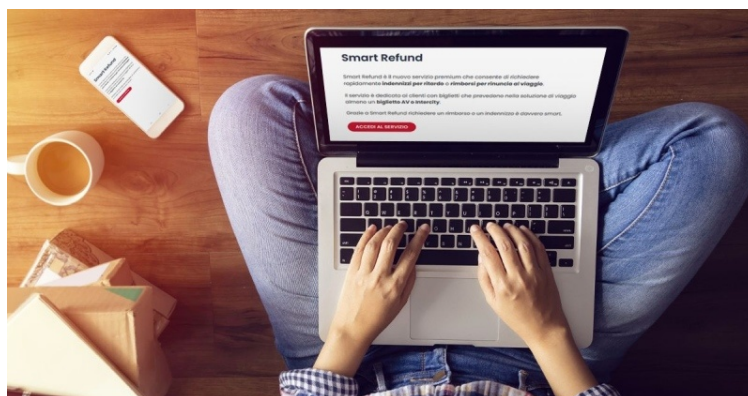 Smart Refund
Smart Refund è il nuovo servizio premium che consente di richiedere
rapidamente indennizzi per ritardo o rimborsi per rinuncia al viaggio.
Il servizio è dedicato ai clienti con biglietti che prevedono nella soluzione di viaggio
almeno un biglietto AV o Intercity.
Grazie a Smart Refund richiedere un rimborso o un indennizzo è davvero smart.
ACCEDI AL SERVIZIO
Smart Refund